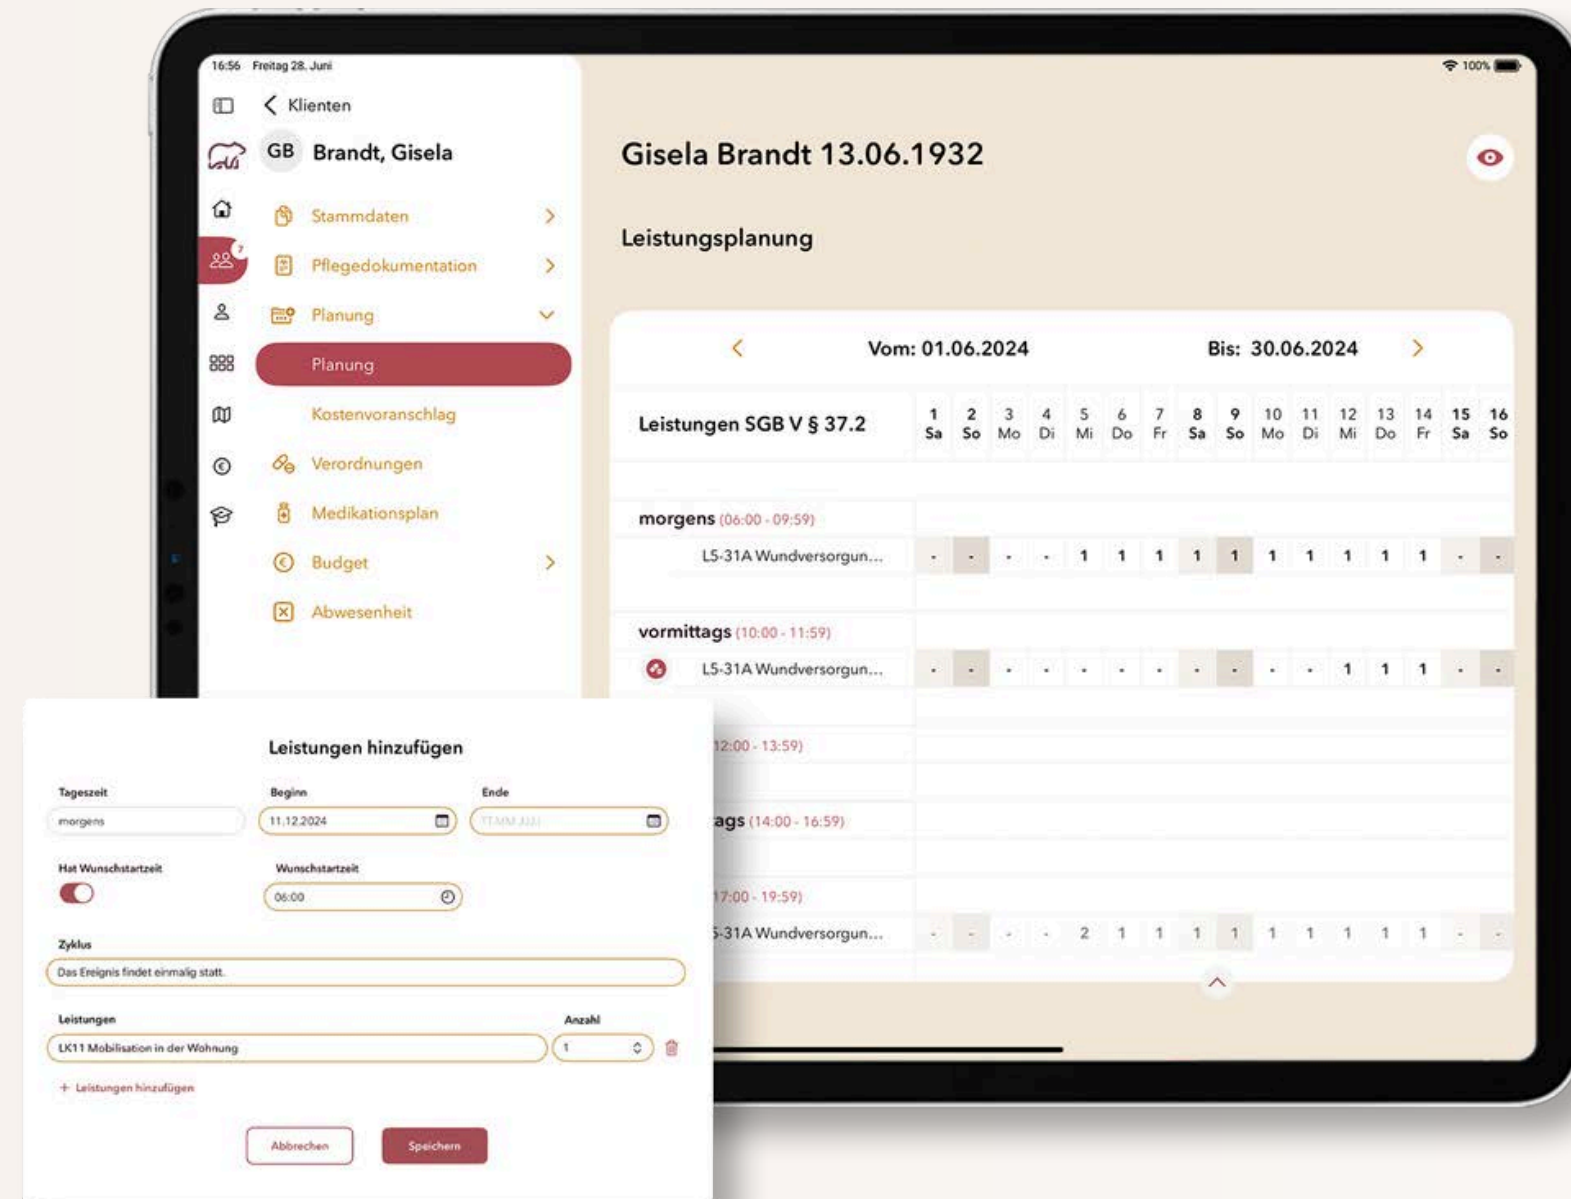 16:56 Freitag 28. Juni
100%
Klienten
GB Brandt, Gisela
7
Stammdaten
Pflegedokumentation
Planung
Planung
Kostenvoranschlag
Verordnungen
Medikationsplan
Budget
Abwesenheit
Gisela Brandt 13.06.1932
Leistungsplanung
Vom: 01.06.2024 Bis: 30.06.2024
Leistungen SGB V § 37.2
1 2 3 4 5 6 7 8 9 10 11 12 13 14 15 16
Sa So Mo Di Mi Do Fr Sa So Mo Di Mi Do Fr Sa So
morgens (06:00 - 09:59)
L5-31A Wundversorgun... - - - - 1 1 1 1 1 1 1 1 1 1 - -
vormittags (10:00 - 11:59)
L5-31A Wundversorgun... - - - - - - - - - - - 1 1 1 - -
12:00 - 13:59)
ags (14:00 - 16:59)
17:00 - 19:59)
5-31A Wundversorgun... - - - - 2 1 1 1 1 1 1 1 1 1 - -
Leistungen hinzufügen
Tageszeit Beginn Ende
morgens 11.12.2024 TT.MM.JJJJ
Hat Wunschstartzeit Wunschstartzeit
06:00
Zyklus
Das Ereignis findet einmalig statt.
Leistungen Anzahl
LK11 Mobilisation in der Wohnung 1
+ Leistungen hinzufügen
Abbrechen Speichern